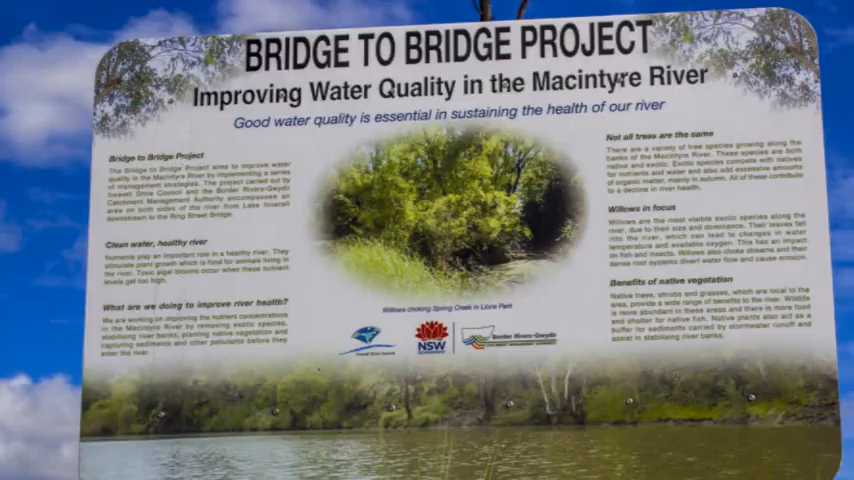 BRIDGE TO BRIDGE PROJECT
Improving Water Quality in the Macintyre River
Good water quality is essential in sustaining the health of our river
Bridge to Bridge Project
The Bridge to Bridge Project aims to improve water
quality in the Macintyre River by implementing a series
of management strategies. The project carried out by
Inverell Shire Council and the Border Rivers-Gwydir
Catchment Management Authority encompasses an
area on both sides of the river from Lake Inverell
downstream to the Ring Street Bridge.
Clean water, healthy river
Nutrients play an important role in a healthy river. They
stimulate plant growth which is food for animals living in
the river. Toxic algal blooms occur when these nutrient
levels get too high.
What are we doing to improve river health?
We are working on improving the nutrient concentrations
in the Macintyre River by removing exotic species,
stabilising river banks, planting native vegetation and
capturing sediments and other pollutants before they
enter the river.
Willows choking Spring Creek in Lions Park
Inverell Shire Council
NSW
Border Rivers-Gwydir
CATCHMENT MANAGEMENT AUTHORITY
Not all trees are the same
There are a variety of tree species growing along the
banks of the Macintyre River. These species are both
native and exotic. Exotic species compete with natives
for nutrients and water and also add excessive amounts
of organic matter, mainly in autumn. All of these contribute
to a decline in river health.
Willows in focus
Willows are the most visible exotic species along the
river, due to their size and dominance. Their leaves fall
into the river, which can lead to changes in water
temperature and available oxygen. This has an impact
on fish and insects. Willows also choke streams and their
dense root systems divert water flow and cause erosion.
Benefits of native vegetation
Native trees, shrubs and grasses, which are local to the
area, provide a wide range of benefits to the river. Wildlife
is more abundant in these areas and there is more food
and shelter for native fish. Native plants also act as a
buffer for sediments carried by stormwater runoff and
assist in stabilising river banks.